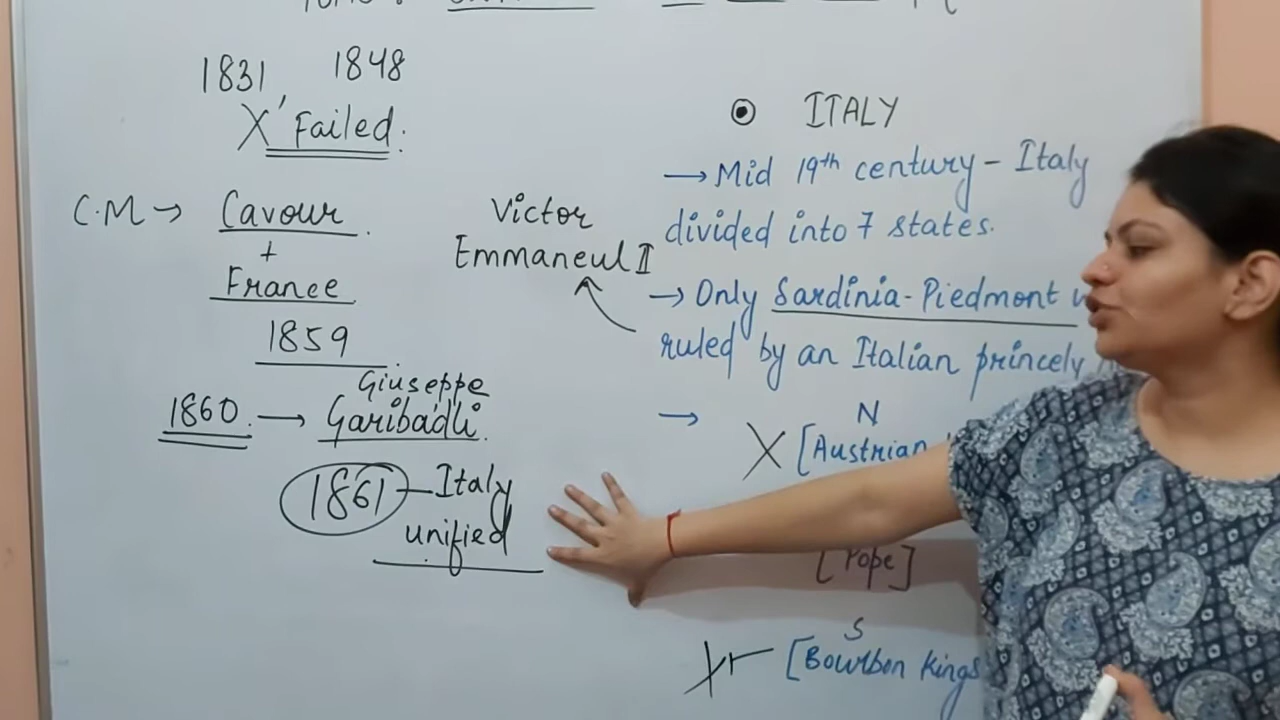 1831, 1848
X Failed.
C.M → Cavour.
+
France
1859
Giuseppe
1860. → Garibadli.
1861 – Italy
unified
Victor
Emmaneul II
ITALY
→ Mid 19th century - Italy
divided into 7 states.
→ Only Sardinia-Piedmont
ruled by an Italian princely
→ N
X [Austrian
[Pope]
S
[Bourbon Kings